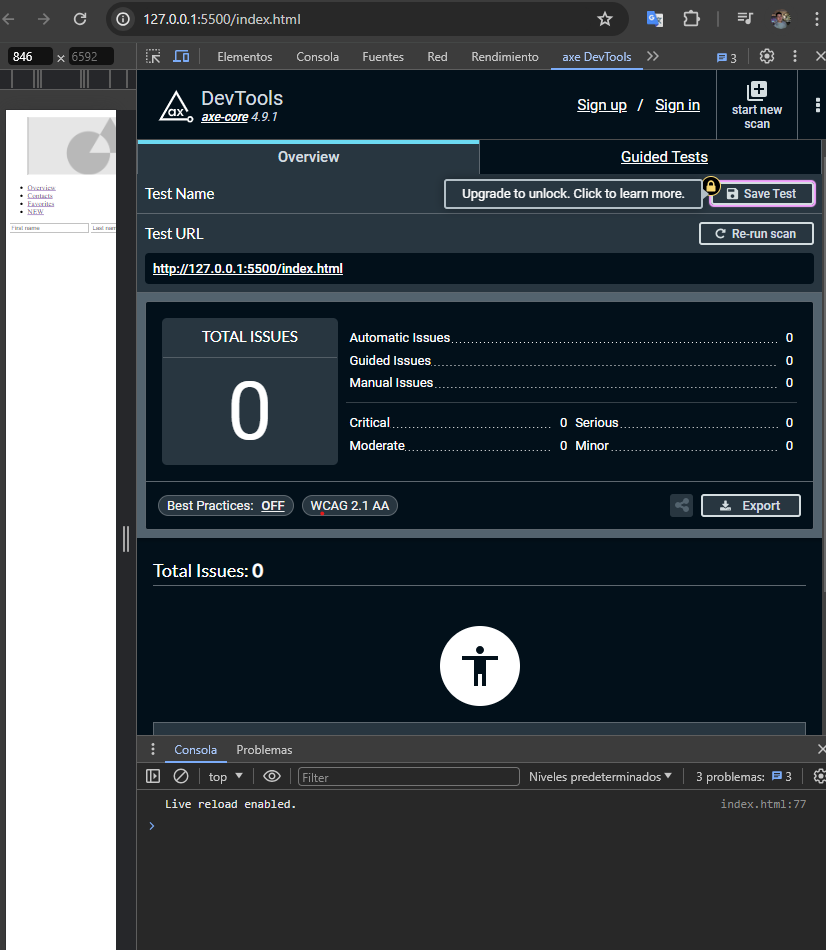 127.0.0.1:5500/index.html
846 × 6592
Elementos Consola Fuentes Red Rendimiento axe DevTools 3
Overview
Contacts
Favorites
NEW
First name Last nam
ax DevTools
axe-core 4.9.1
Sign up / Sign in
start new
scan
Overview Guided Tests
Test Name Upgrade to unlock. Click to learn more. Save Test
Test URL Re-run scan
http://127.0.0.1:5500/index.html
TOTAL ISSUES
0
Automatic Issues 0
Guided Issues 0
Manual Issues 0
Critical 0 Serious 0
Moderate 0 Minor 0
Best Practices: OFF WCAG 2.1 AA Export
Total Issues: 0
Consola Problemas
top Filter Niveles predeterminados 3 problemas: 3
Live reload enabled. index.html:77